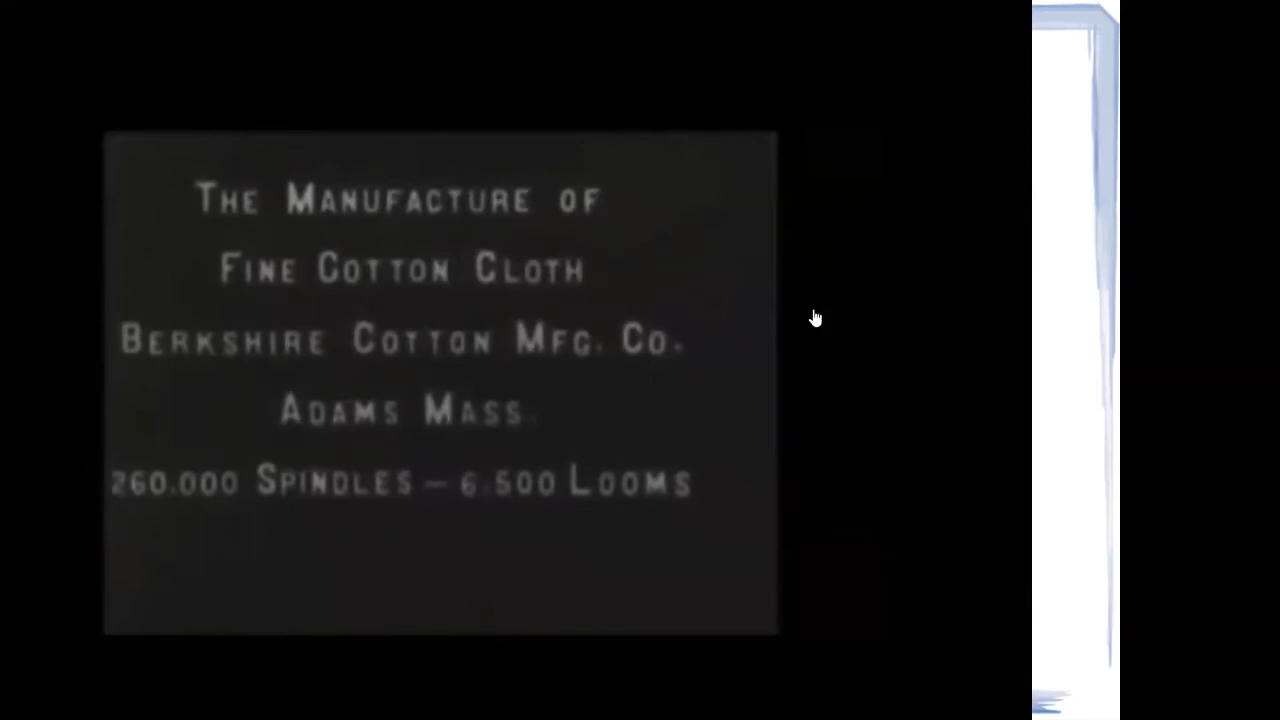 The Manufacture of
Fine Cotton Cloth
Berkshire Cotton Mfg. Co.
Adams Mass.
260,000 Spindles – 6,500 Looms